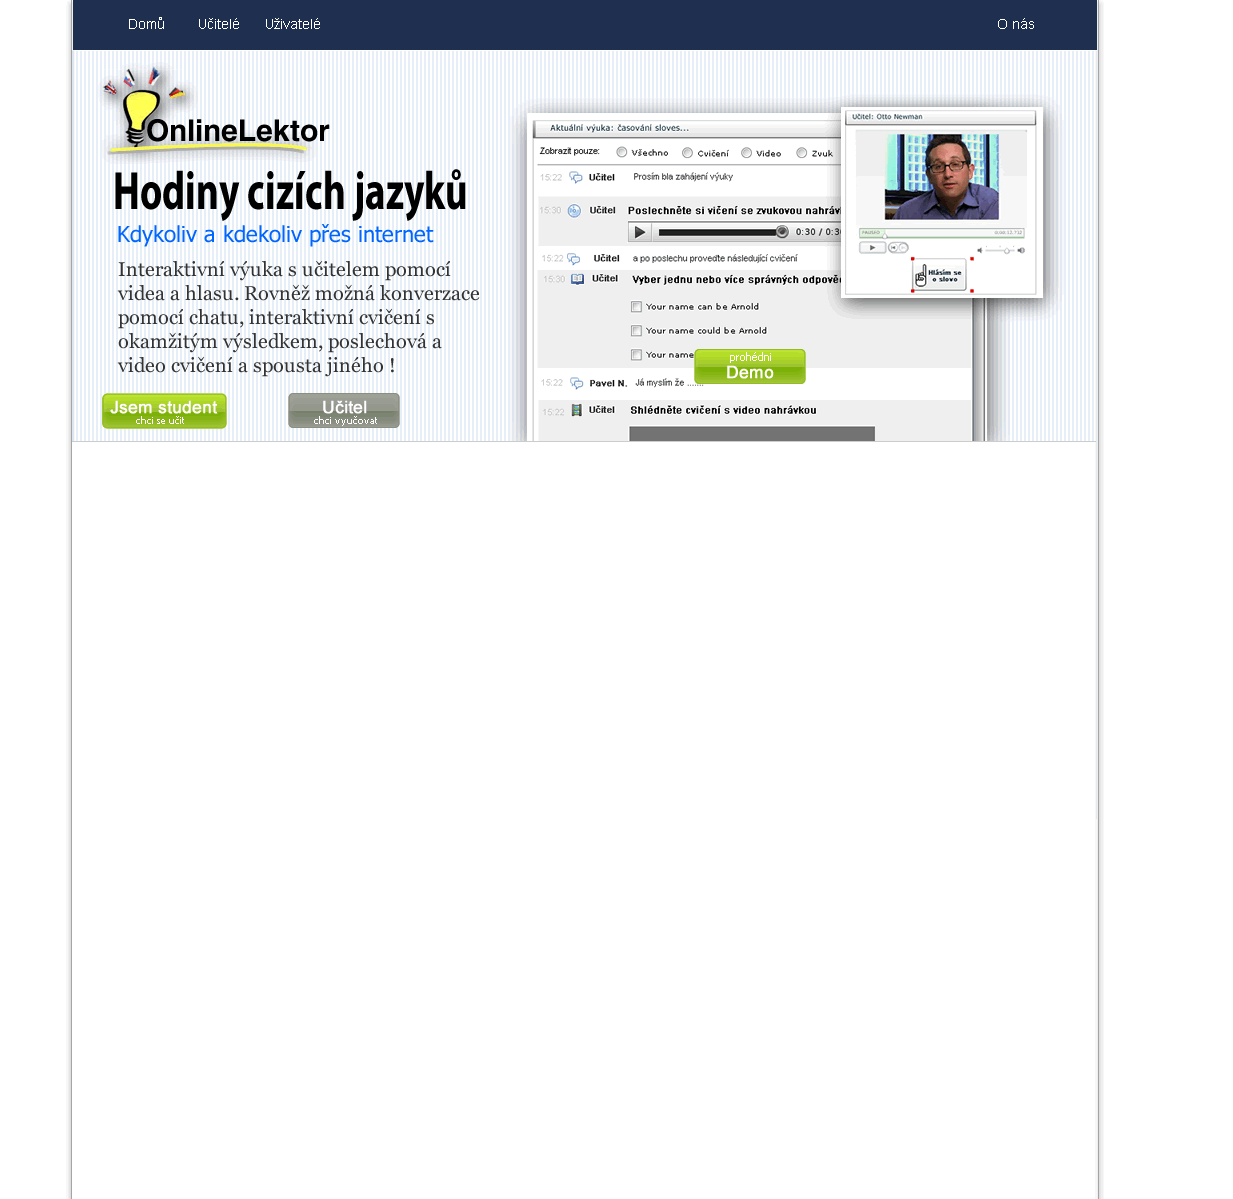 Domů Učitelé Uživatelé O nás
OnlineLektor
Hodiny cizích jazyků
Kdykoliv a kdekoliv přes internet
Interaktivní výuka s učitelem pomocí
videa a hlasu. Rovněž možná konverzace
pomocí chatu, interaktivní cvičení s
okamžitým výsledkem, poslechová a
video cvičení a spousta jiného !
Jsem student
chci se učit
Učitel
chci vyučovat
Aktuální výuka: časování sloves...
Zobrazit pouze: Všechno Cvičení Video Zvuk
15:22 Učitel Prosím bla zahájení výuky
15:30 Učitel Poslechněte si vičení se zvukovou nahráv
0:30 / 0:30
15:22 Učitel a po poslechu proveďte následující cvičení
15:30 Učitel Vyber jednu nebo více správných odpově
Your name can be Arnold
Your name could be Arnold
Your name
prohédni
Demo
15:22 Pavel N. Já myslím že .......
15:22 Učitel Shlédněte cvičení s video nahrávkou
Učitel: Otto Newman
Hlásím se
o slovo